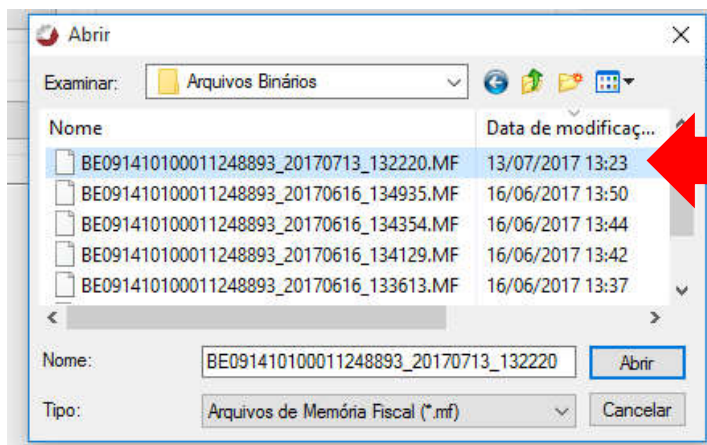 Abrir
Examinar: Arquivos Binários
Nome Data de modificaç...
BE091410100011248893_20170713_132220.MF 13/07/2017 13:23
BE091410100011248893_20170616_134935.MF 16/06/2017 13:50
BE091410100011248893_20170616_134354.MF 16/06/2017 13:44
BE091410100011248893_20170616_134129.MF 16/06/2017 13:42
BE091410100011248893_20170616_133613.MF 16/06/2017 13:37
Nome: BE091410100011248893_20170713_132220 Abrir
Tipo: Arquivos de Memória Fiscal (*.mf) Cancelar